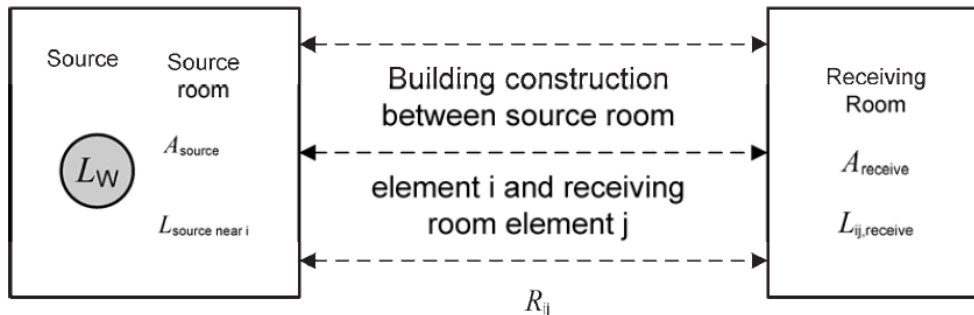 Source
Source
room
L_W
A_source
L_source near i
Building construction
between source room
element i and receiving
room element j
R_ij
Receiving
Room
A_receive
L_ij,receive